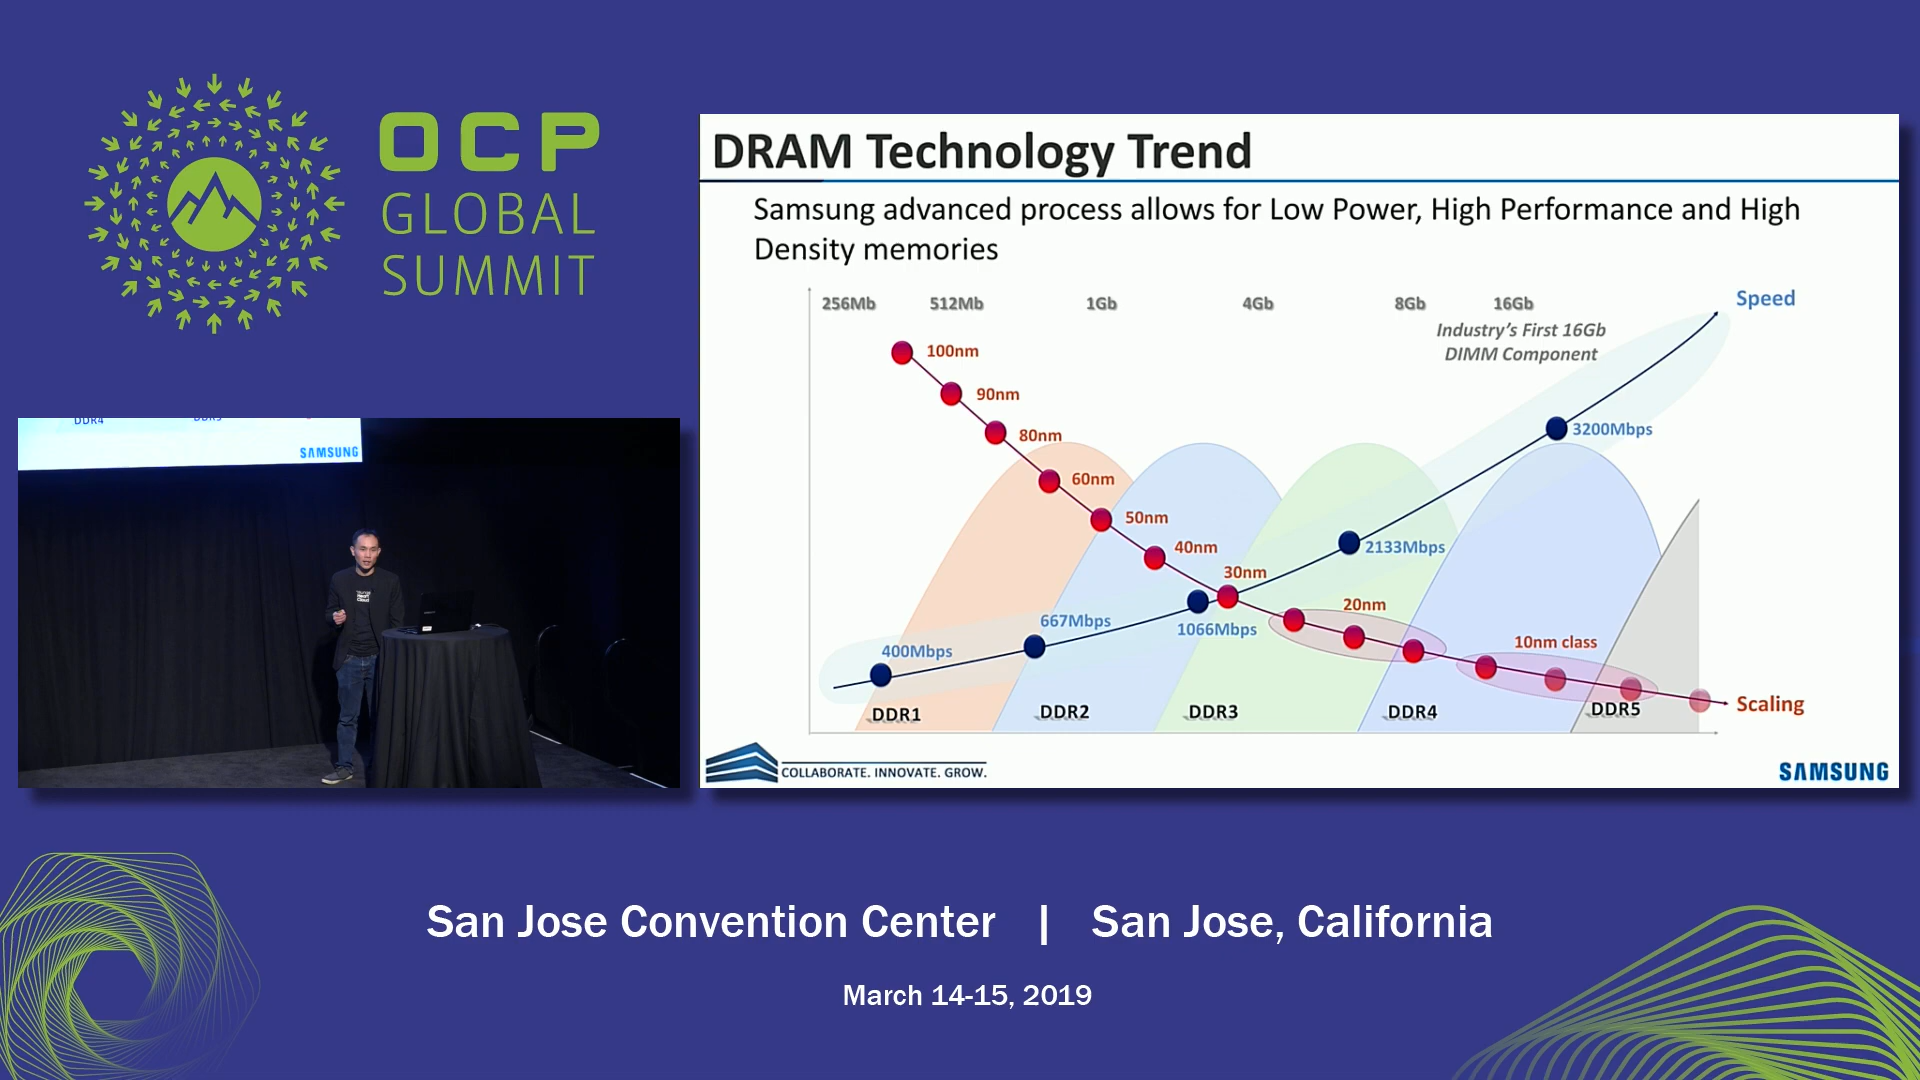 OCP
GLOBAL
SUMMIT
DRAM Technology Trend
Samsung advanced process allows for Low Power, High Performance and High
Density memories
256Mb 512Mb 1Gb 4Gb 8Gb 16Gb
Industry's First 16Gb
DIMM Component
Speed
100nm
90nm
80nm
60nm
50nm
40nm
30nm
20nm
10nm class
Scaling
400Mbps
667Mbps
1066Mbps
2133Mbps
3200Mbps
DDR1 DDR2 DDR3 DDR4 DDR5
COLLABORATE. INNOVATE. GROW.
SAMSUNG
DDR4
SAMSUNG
San Jose Convention Center | San Jose, California
March 14-15, 2019